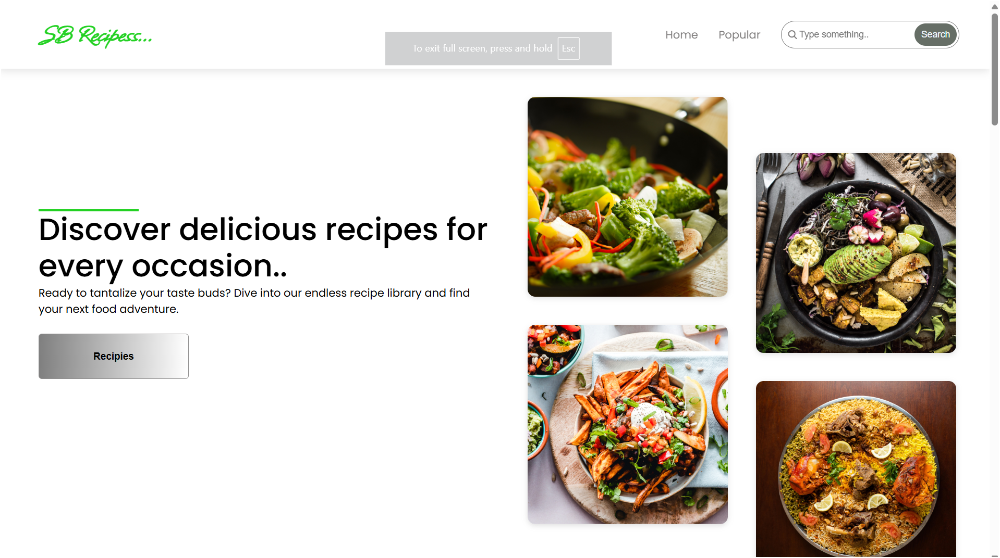 SB Recipess...
To exit full screen, press and hold Esc
Home
Popular
Type something..
Search
Discover delicious recipes for
every occasion..
Ready to tantalize your taste buds? Dive into our endless recipe library and find
your next food adventure.
Recipies